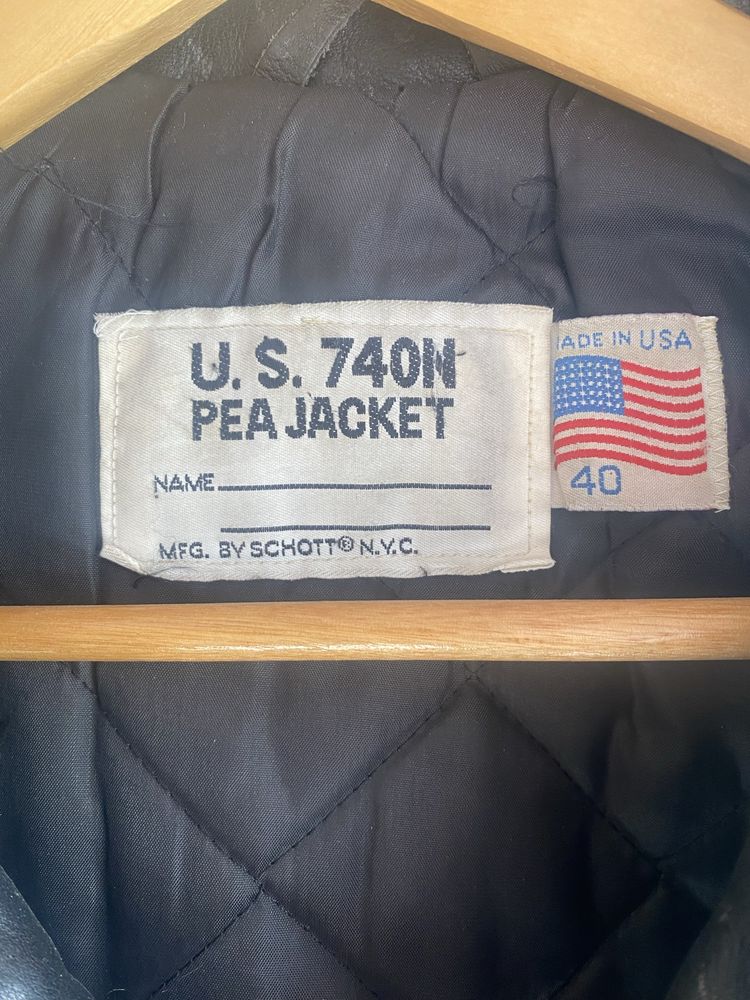 U.S. 740N
PEA JACKET
NAME
MFG. BY SCHOTT® N.Y.C.
MADE IN USA
40